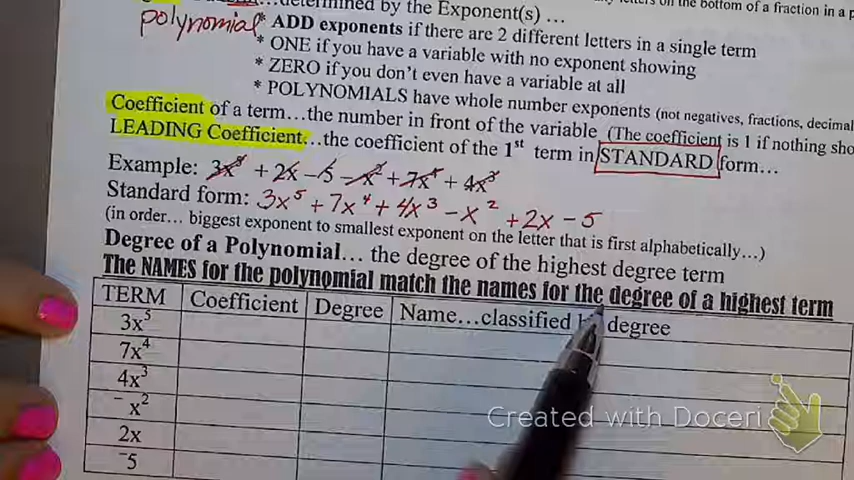 determined by the Exponent(s) ...
on the bottom of a fraction in a
polynomial * ADD exponents if there are 2 different letters in a single term
* ONE if you have a variable with no exponent showing
* ZERO if you don't even have a variable at all
* POLYNOMIALS have whole number exponents (not negatives, fractions, decimal
Coefficient of a term...the number in front of the variable (The coefficient is 1 if nothing sho
LEADING Coefficient...the coefficient of the 1st term in STANDARD form...
Example: 3x⁵ + 2x – 5 – x² + 7x⁴ + 4x³
Standard form: 3x⁵ + 7x⁴ + 4x³ – x² + 2x – 5
(in order... biggest exponent to smallest exponent on the letter that is first alphabetically...)
Degree of a Polynomial... the degree of the highest degree term
The NAMES for the polynomial match the names for the degree of a highest term
TERM Coefficient Degree Name...classified by degree
3x⁵
7x⁴
4x³
⁻x²
2x
⁻5
Created with Doceri